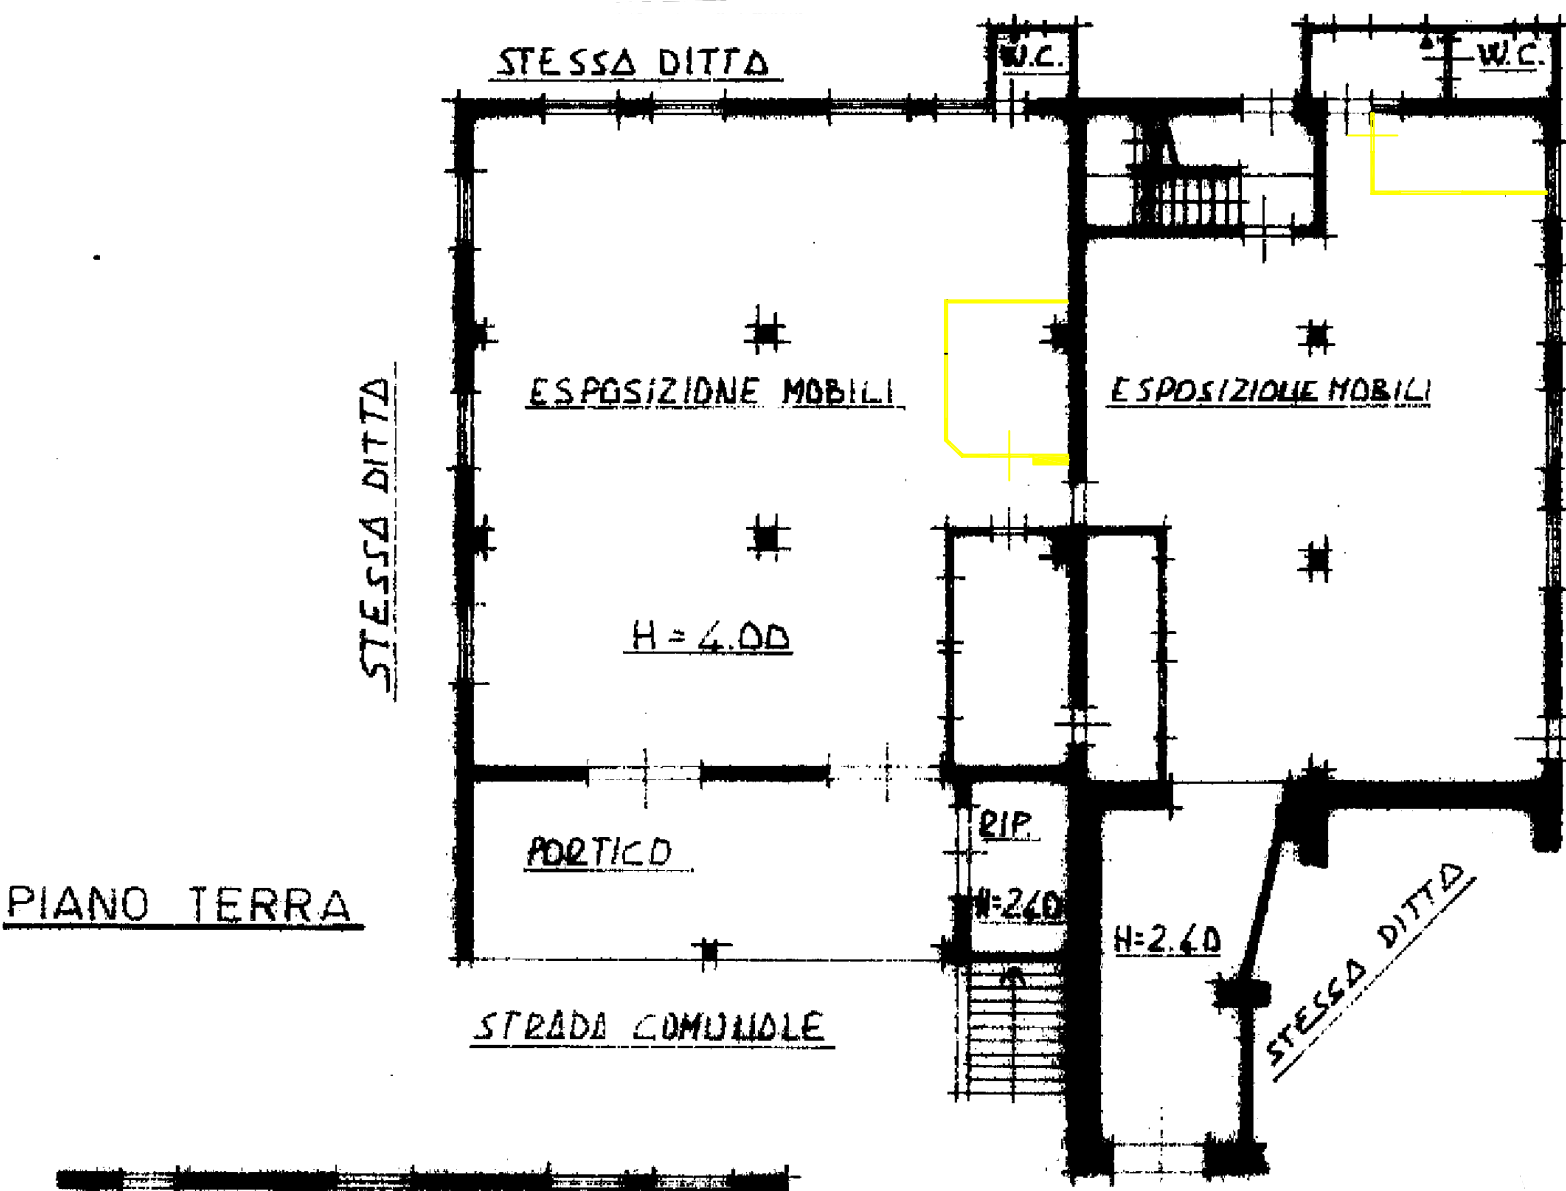 STESSA DITTA
W.C.
W.C.
ESPOSIZIONE MOBILI
ESPOSIZIONE MOBILI
STESSA DITTA
H = 4.00
RIP.
PORTICO
PIANO TERRA
H=2.40
H=2.40
STESSA DITTA
STRADA COMUNALE